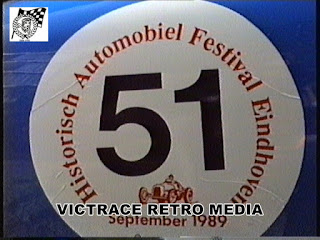 Historisch Automobiel Festival Eindhoven
51
September 1989
VICTRACE RETRO MEDIA